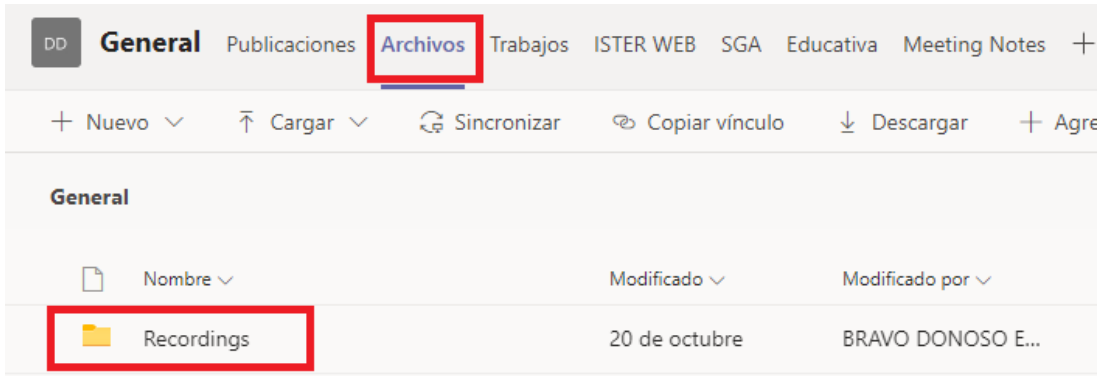 DD General Publicaciones Archivos Trabajos ISTER WEB SGA Educativa Meeting Notes
Nuevo Cargar Sincronizar Copiar vínculo Descargar Agre
General
Nombre Modificado Modificado por
Recordings 20 de octubre BRAVO DONOSO E...